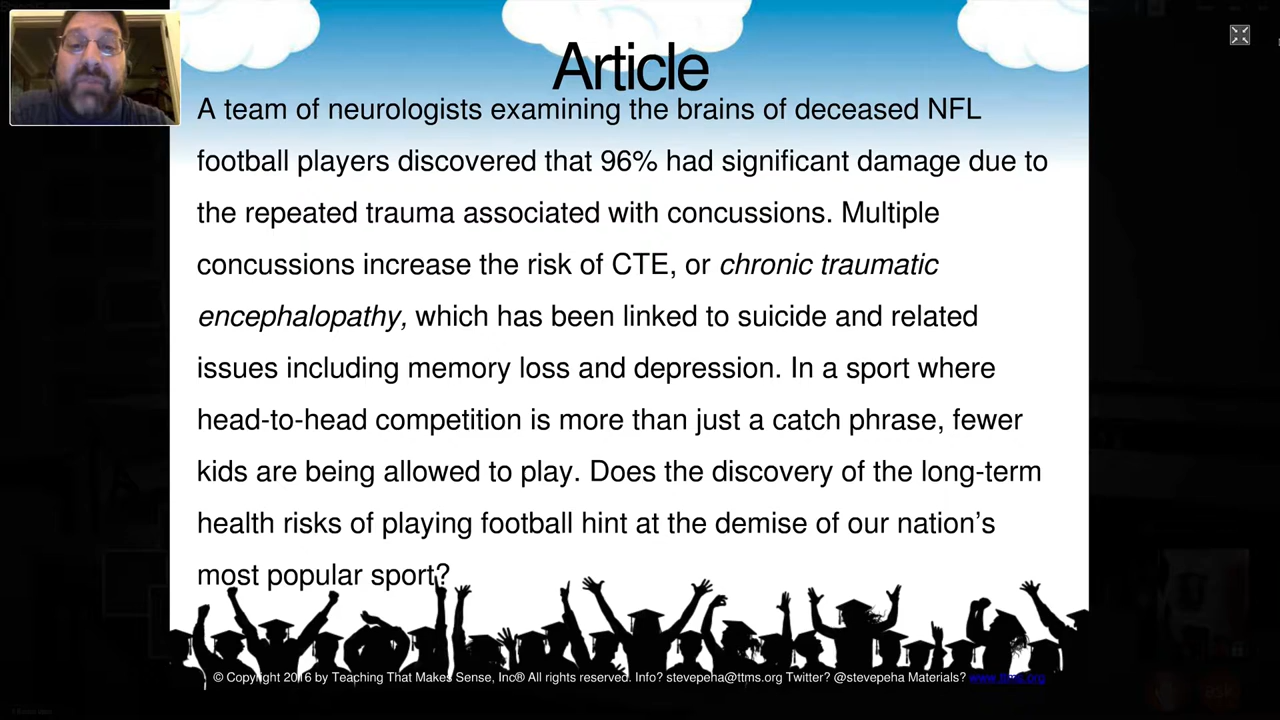 Article
A team of neurologists examining the brains of deceased NFL
football players discovered that 96% had significant damage due to
the repeated trauma associated with concussions. Multiple
concussions increase the risk of CTE, or chronic traumatic
encephalopathy, which has been linked to suicide and related
issues including memory loss and depression. In a sport where
head-to-head competition is more than just a catch phrase, fewer
kids are being allowed to play. Does the discovery of the long-term
health risks of playing football hint at the demise of our nation’s
most popular sport?
© Copyright 2016 by Teaching That Makes Sense, Inc® All rights reserved. Info? stevepeha@ttms.org Twitter? @stevepeha Materials? www.ttms.org